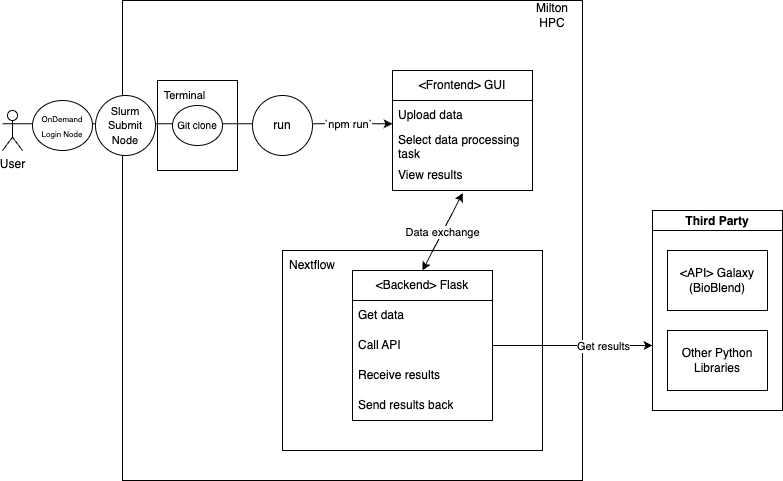 Milton
HPC
Terminal
<Frontend> GUI
OnDemand
Login Node
Slurm
Submit
Node
Git clone
run
`npm run`
Upload data
Select data processing
task
View results
User
Data exchange
Third Party
Nextflow
<Backend> Flask
<API> Galaxy
(BioBlend)
Get data
Call API
Get results
Receive results
Other Python
Libraries
Send results back